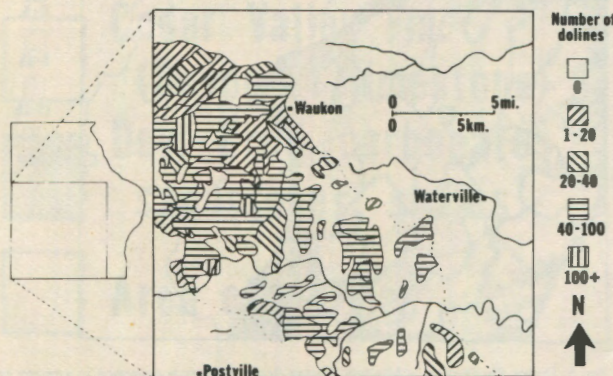 Number of
dolines
0
1-20
20-40
40-100
100+
N
Waukon
0 5mi.
0 5km.
Waterville
Postville